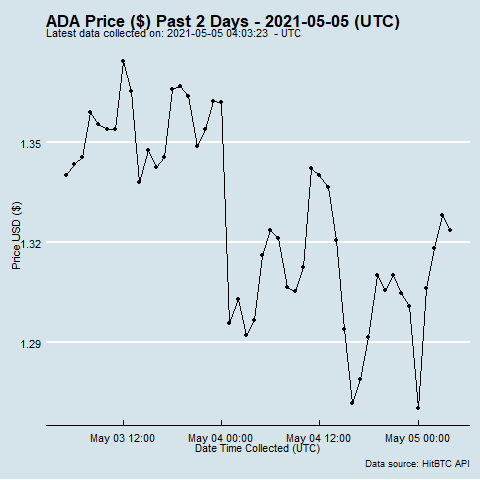 ADA Price ($) Past 2 Days - 2021-05-05 (UTC)
Latest data collected on: 2021-05-05 04:03:23  - UTC
1.35
1.32
1.29
Price USD ($)
May 03 12:00
May 04 00:00
May 04 12:00
May 05 00:00
Date Time Collected (UTC)
Data source: HitBTC API